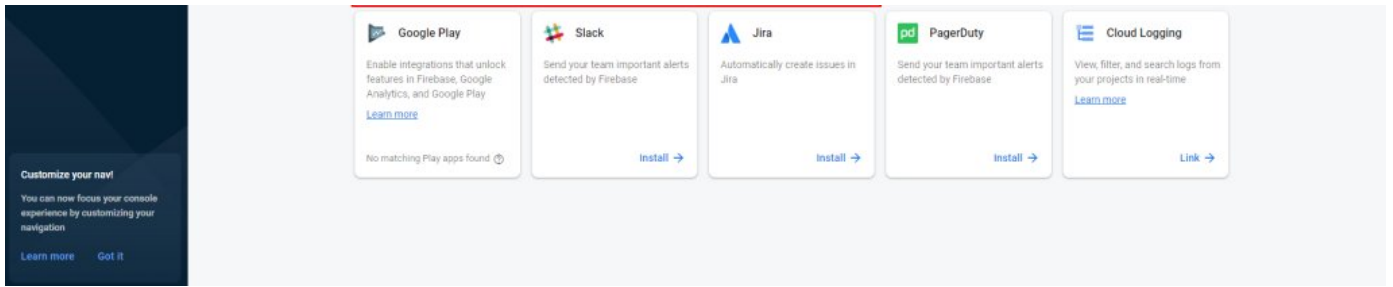 Google Play
Enable integrations that unlock
features in Firebase, Google
Analytics, and Google Play
Learn more
No matching Play apps found
Slack
Send your team important alerts
detected by Firebase
Install
Jira
Automatically create issues in
Jira
Install
pd PagerDuty
Send your team important alerts
detected by Firebase
Install
Cloud Logging
View, filter, and search logs from
your projects in real-time
Learn more
Link
Customize your nav!
You can now focus your console
experience by customizing your
navigation
Learn more Got it